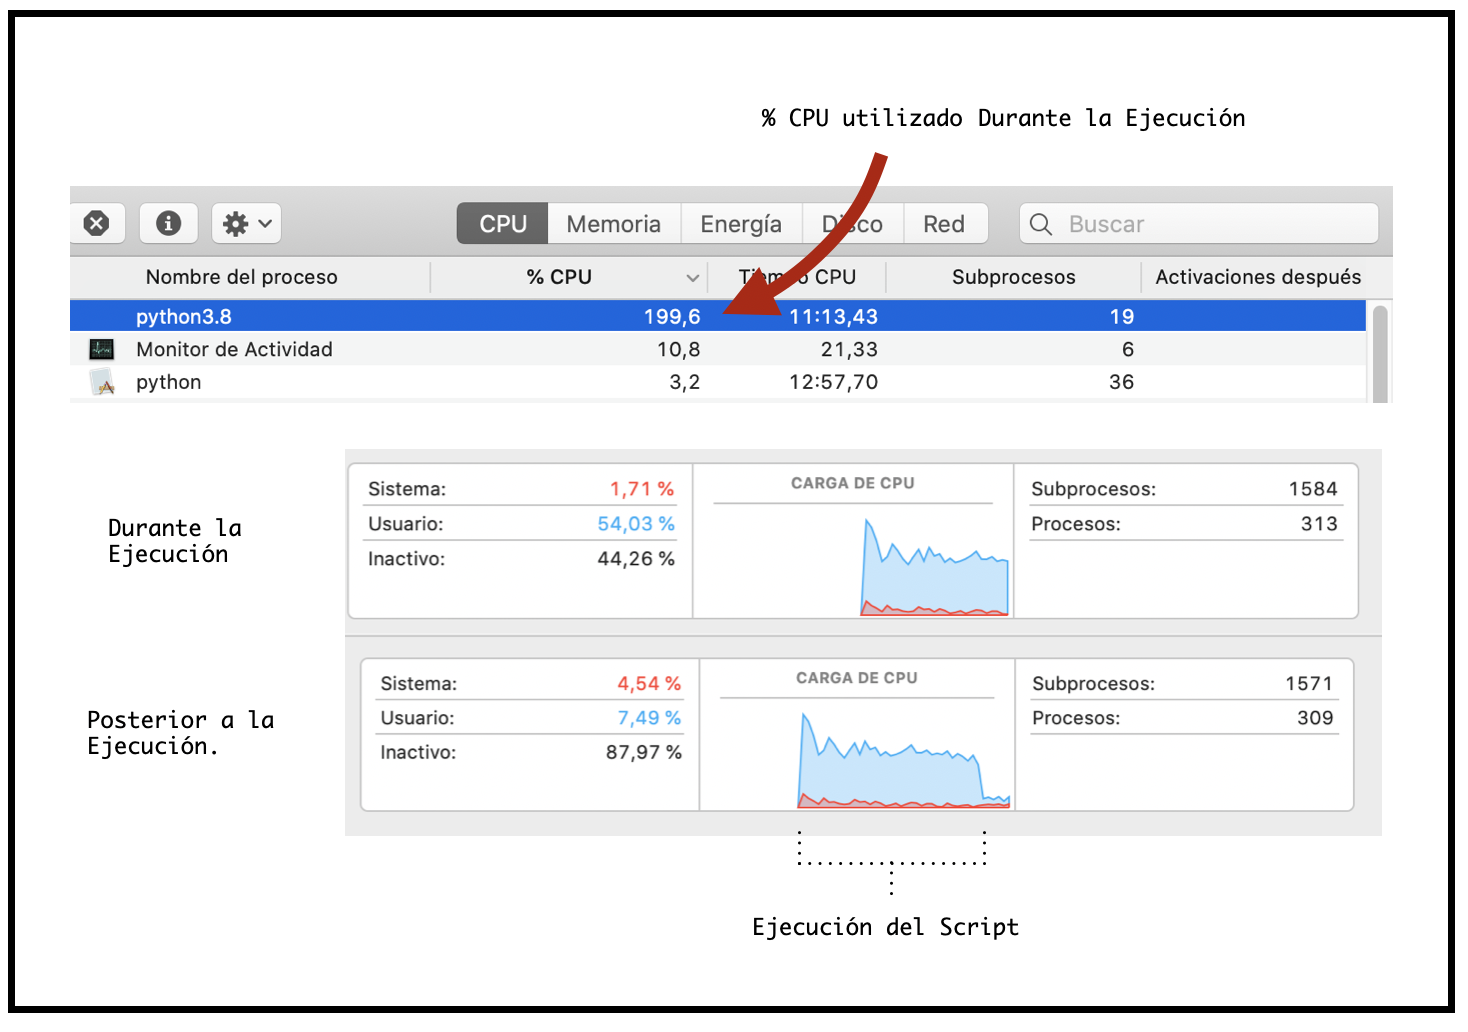 % CPU utilizado Durante la Ejecución
CPU Memoria Energía Disco Red Buscar
Nombre del proceso % CPU Tiempo CPU Subprocesos Activaciones después
python3.8 199,6 11:13,43 19
Monitor de Actividad 10,8 21,33 6
python 3,2 12:57,70 36
Durante la
Ejecución
Sistema: 1,71 %
Usuario: 54,03 %
Inactivo: 44,26 %
CARGA DE CPU
Subprocesos: 1584
Procesos: 313
Posterior a la
Ejecución.
Sistema: 4,54 %
Usuario: 7,49 %
Inactivo: 87,97 %
CARGA DE CPU
Subprocesos: 1571
Procesos: 309
Ejecución del Script